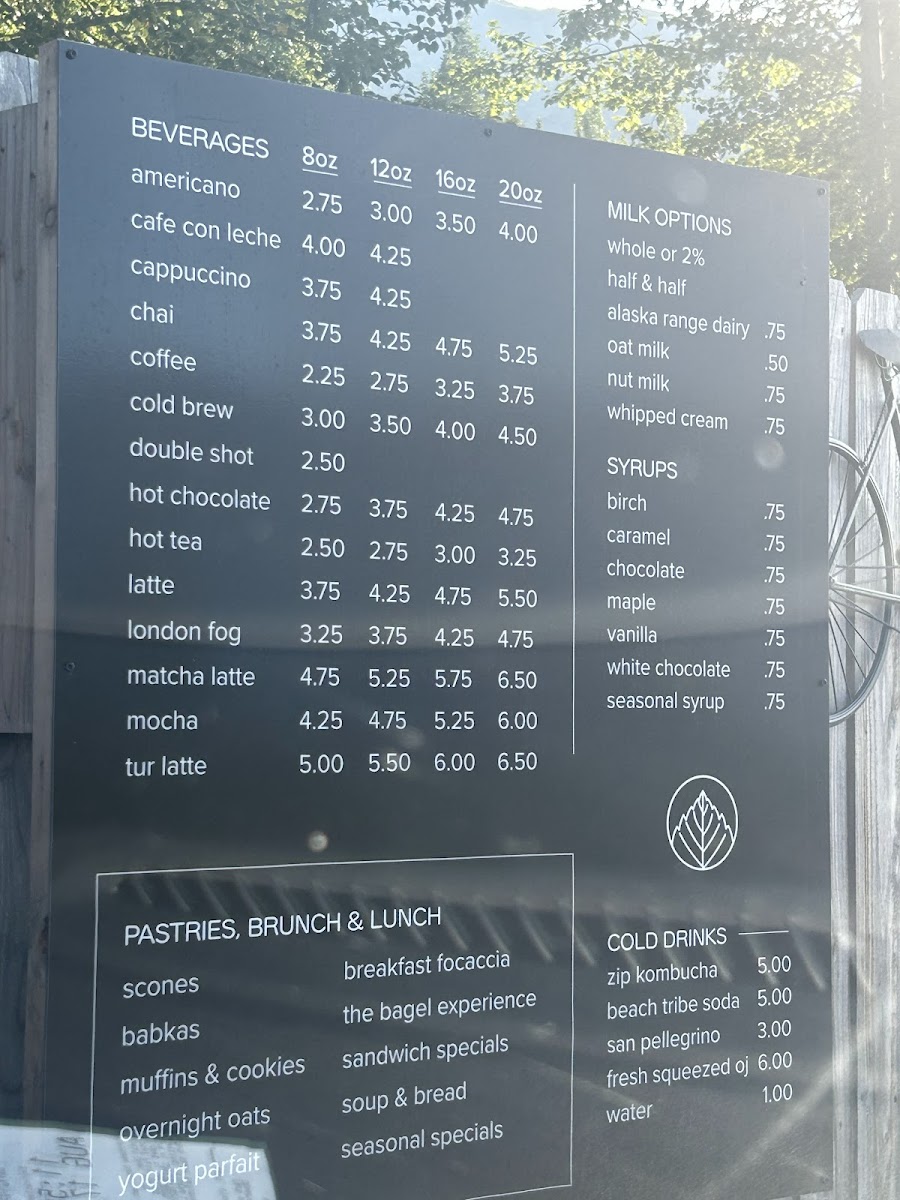 BEVERAGES 8oz 12oz 16oz 20oz
americano 2.75 3.00 3.50 4.00
cafe con leche 4.00 4.25
cappuccino 3.75 4.25
chai 3.75 4.25 4.75 5.25
coffee 2.25 2.75 3.25 3.75
cold brew 3.00 3.50 4.00 4.50
double shot 2.50
hot chocolate 2.75 3.75 4.25 4.75
hot tea 2.50 2.75 3.00 3.25
latte 3.75 4.25 4.75 5.50
london fog 3.25 3.75 4.25 4.75
matcha latte 4.75 5.25 5.75 6.50
mocha 4.25 4.75 5.25 6.00
tur latte 5.00 5.50 6.00 6.50
MILK OPTIONS
whole or 2%
half & half
alaska range dairy .75
oat milk .50
nut milk .75
whipped cream .75
SYRUPS
birch .75
caramel .75
chocolate .75
maple .75
vanilla .75
white chocolate .75
seasonal syrup .75
PASTRIES, BRUNCH & LUNCH
scones
babkas
muffins & cookies
overnight oats
yogurt parfait
breakfast focaccia
the bagel experience
sandwich specials
soup & bread
seasonal specials
COLD DRINKS
zip kombucha 5.00
beach tribe soda 5.00
san pellegrino 3.00
fresh squeezed oj 6.00
water 1.00